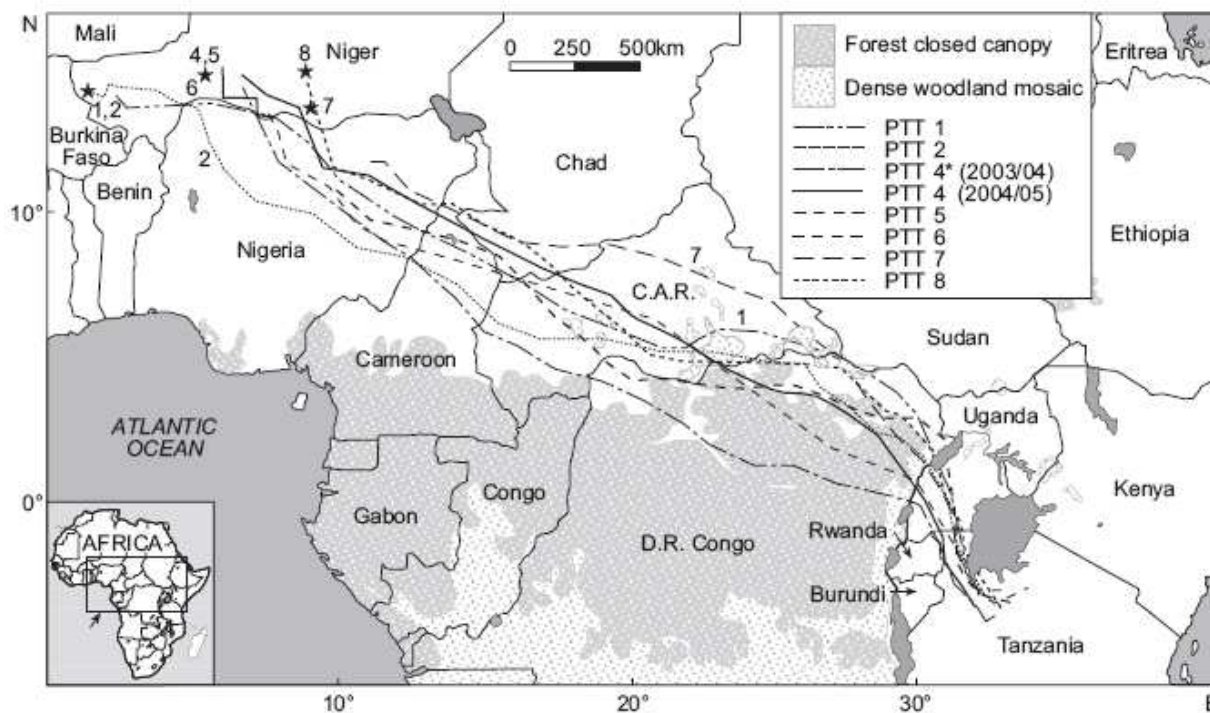 N
Mali
4,5
8
Niger
0 250 500km
6
7
1,2
Burkina
Faso
2
Benin
Chad
10°
Nigeria
7
C.A.R.
1
Cameroon
ATLANTIC
OCEAN
Congo
Gabon
0°
D.R. Congo
Forest closed canopy
Dense woodland mosaic
PTT 1
PTT 2
PTT 4* (2003/04)
PTT 4 (2004/05)
PTT 5
PTT 6
PTT 7
PTT 8
Eritrea
Ethiopia
Sudan
Uganda
Kenya
Rwanda
Burundi
Tanzania
AFRICA
10°
20°
30°
E